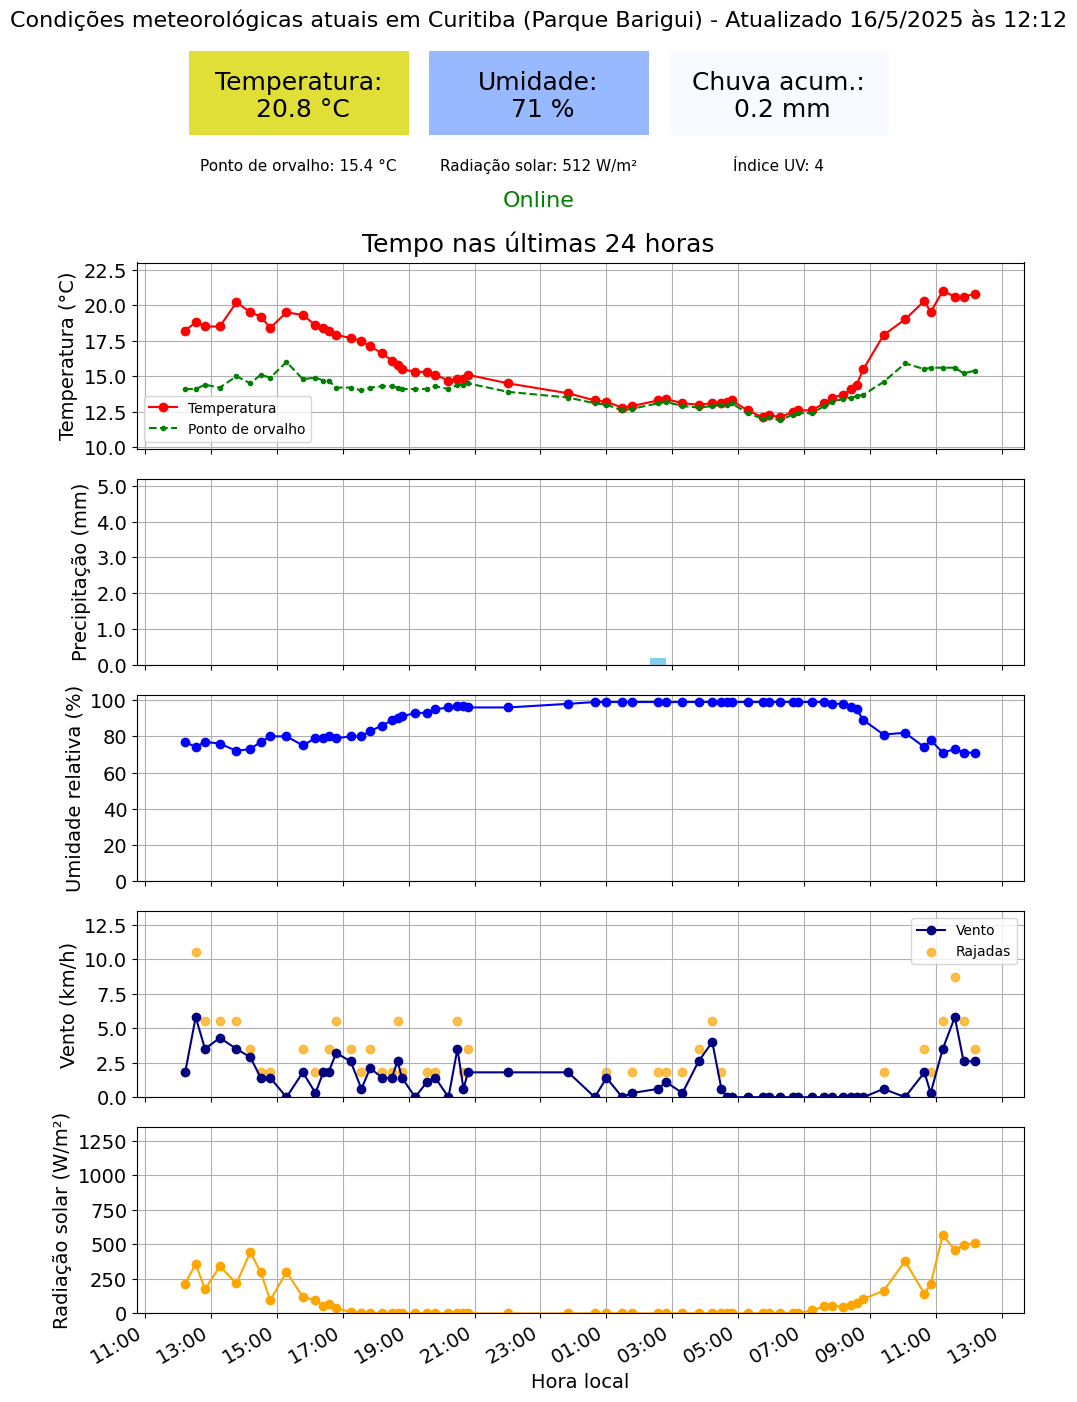 Condições meteorológicas atuais em Curitiba (Parque Barigui) - Atualizado 16/5/2025 às 12:12
Temperatura:
20.8 °C
Umidade:
71 %
Chuva acum.:
0.2 mm
Ponto de orvalho: 15.4 °C
Radiação solar: 512 W/m²
Índice UV: 4
Online
Tempo nas últimas 24 horas
Temperatura (°C)
22.5
20.0
17.5
15.0
12.5
10.0
Temperatura
Ponto de orvalho
Precipitação (mm)
5.0
4.0
3.0
2.0
1.0
0.0
Umidade relativa (%)
100
80
60
40
20
0
Vento (km/h)
12.5
10.0
7.5
5.0
2.5
0.0
Vento
Rajadas
Radiação solar (W/m²)
1250
1000
750
500
250
0
11:00
13:00
15:00
17:00
19:00
21:00
23:00
01:00
03:00
05:00
07:00
09:00
11:00
13:00
Hora local